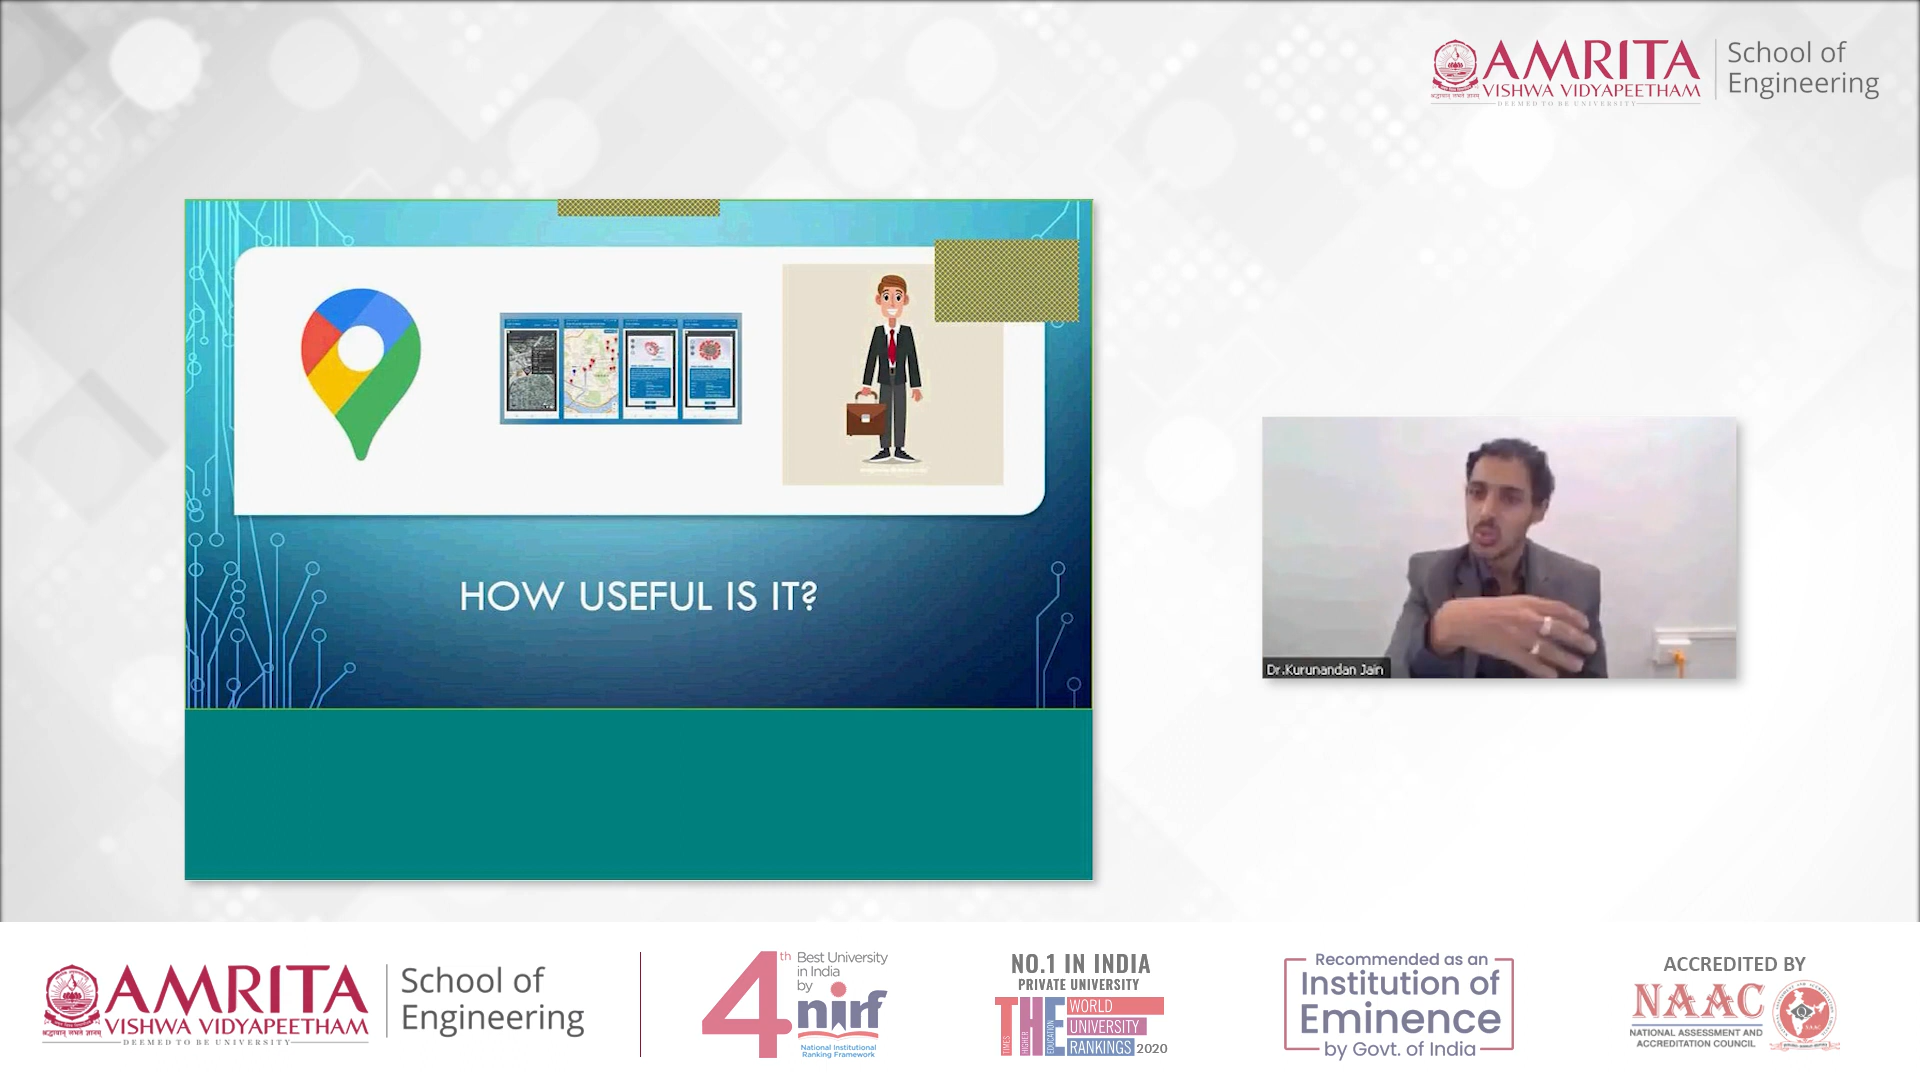 AMRITA
VISHWA VIDYAPEETHAM
DEEMED TO BE UNIVERSITY
School of
Engineering
HOW USEFUL IS IT?
Dr.Kurunandan Jain
AMRITA
VISHWA VIDYAPEETHAM
DEEMED TO BE UNIVERSITY
School of
Engineering
4th Best University
in India
by
nirf
National Institutional
Ranking Framework
NO.1 IN INDIA
PRIVATE UNIVERSITY
TIMES HIGHER EDUCATION
WORLD
UNIVERSITY
RANKINGS 2020
Recommended as an
Institution of
Eminence
by Govt. of India
ACCREDITED BY
NAAC
NATIONAL ASSESSMENT AND
ACCREDITATION COUNCIL